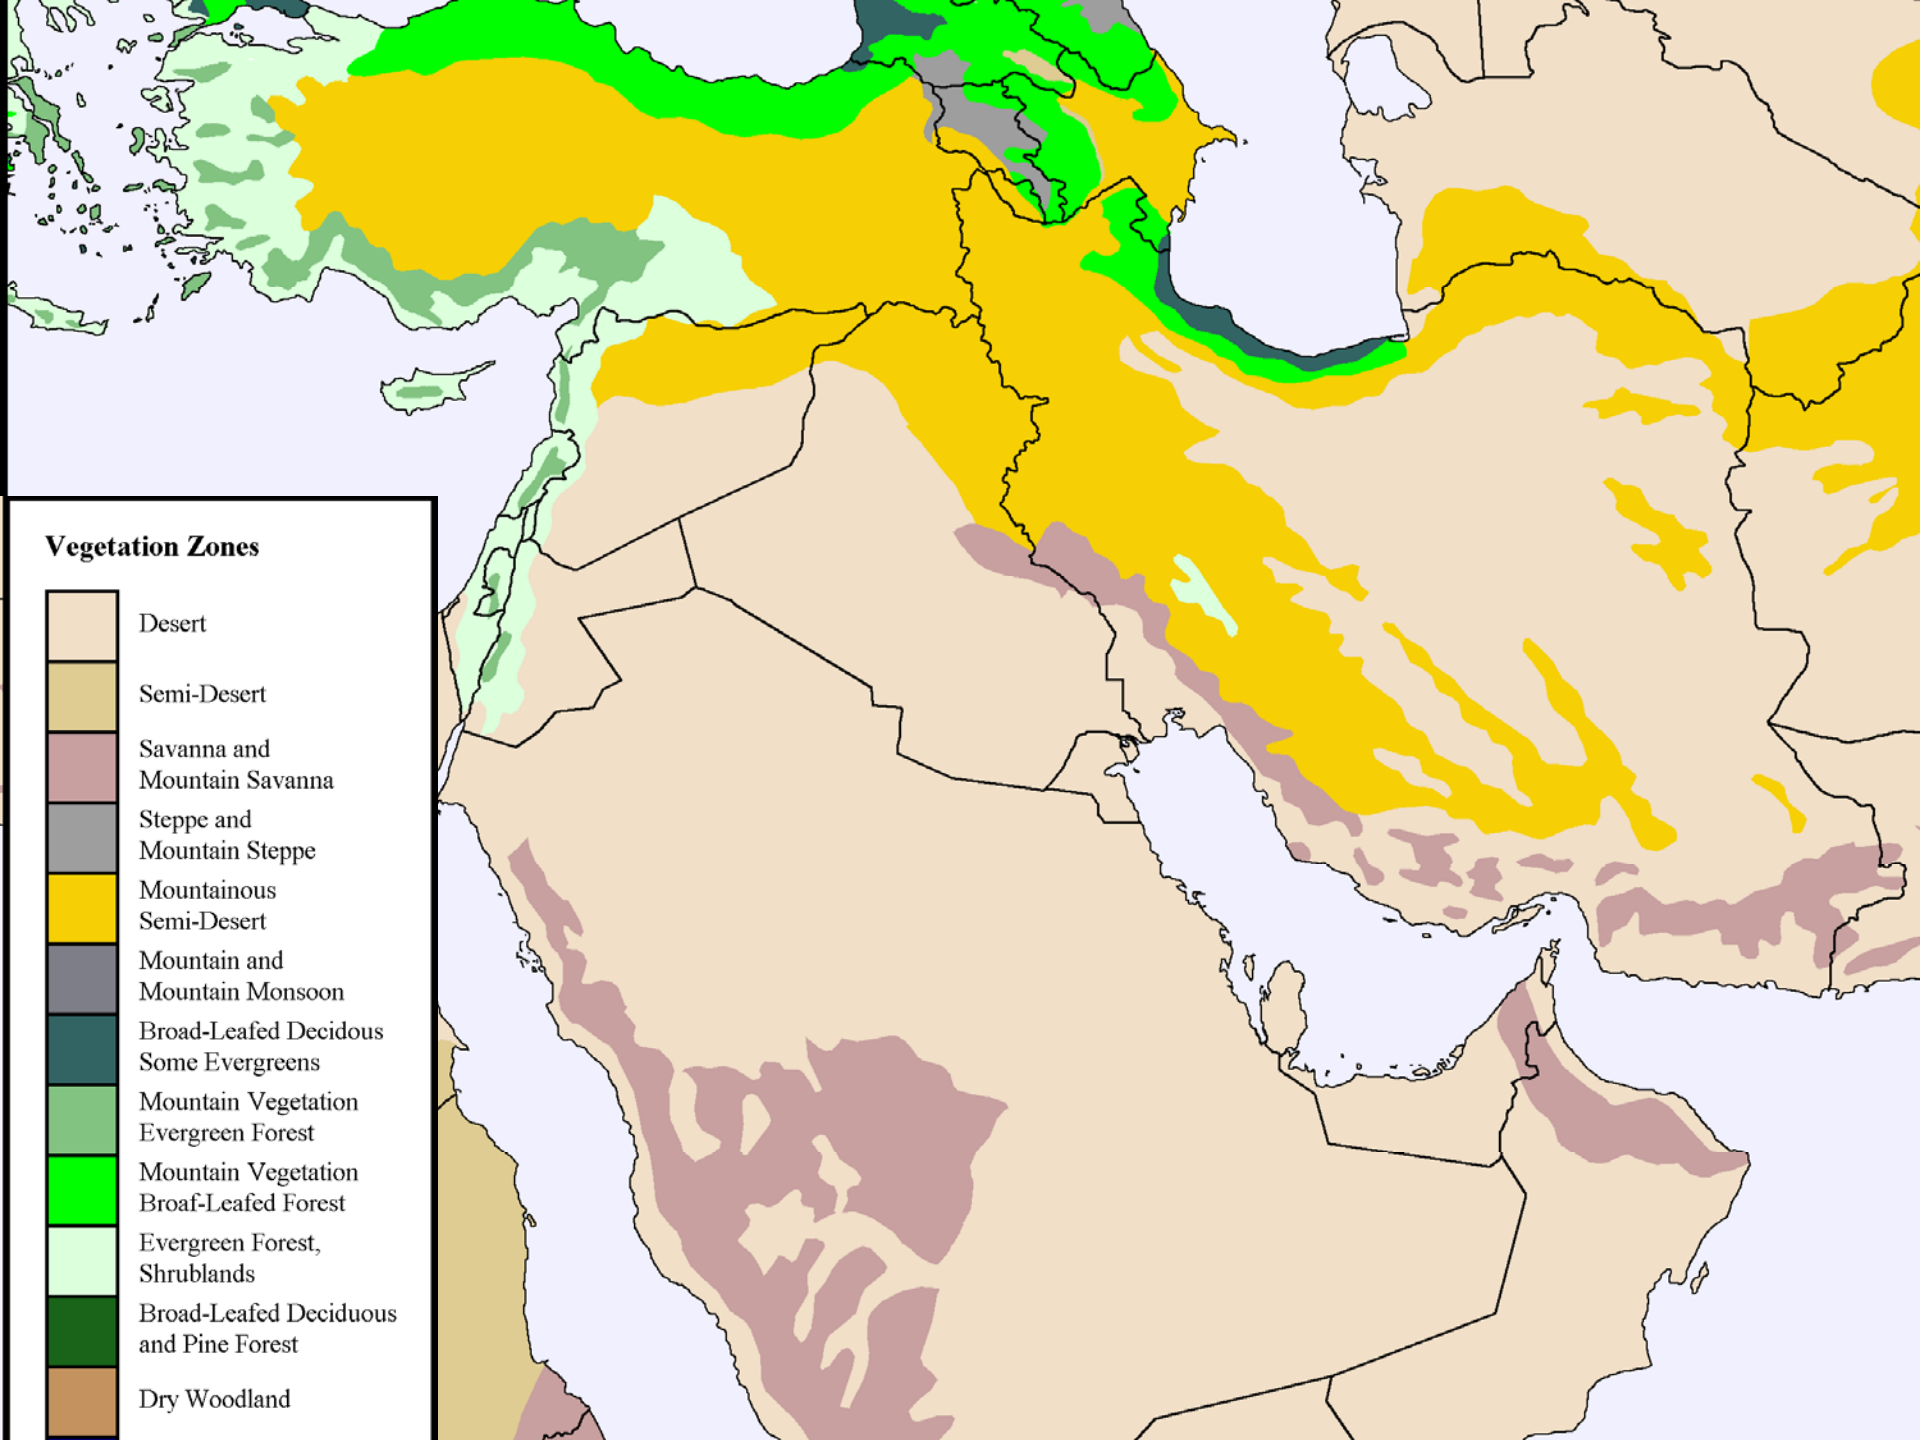 Vegetation Zones
Desert
Semi-Desert
Savanna and
Mountain Savanna
Steppe and
Mountain Steppe
Mountainous
Semi-Desert
Mountain and
Mountain Monsoon
Broad-Leafed Decidous
Some Evergreens
Mountain Vegetation
Evergreen Forest
Mountain Vegetation
Broaf-Leafed Forest
Evergreen Forest,
Shrublands
Broad-Leafed Deciduous
and Pine Forest
Dry Woodland